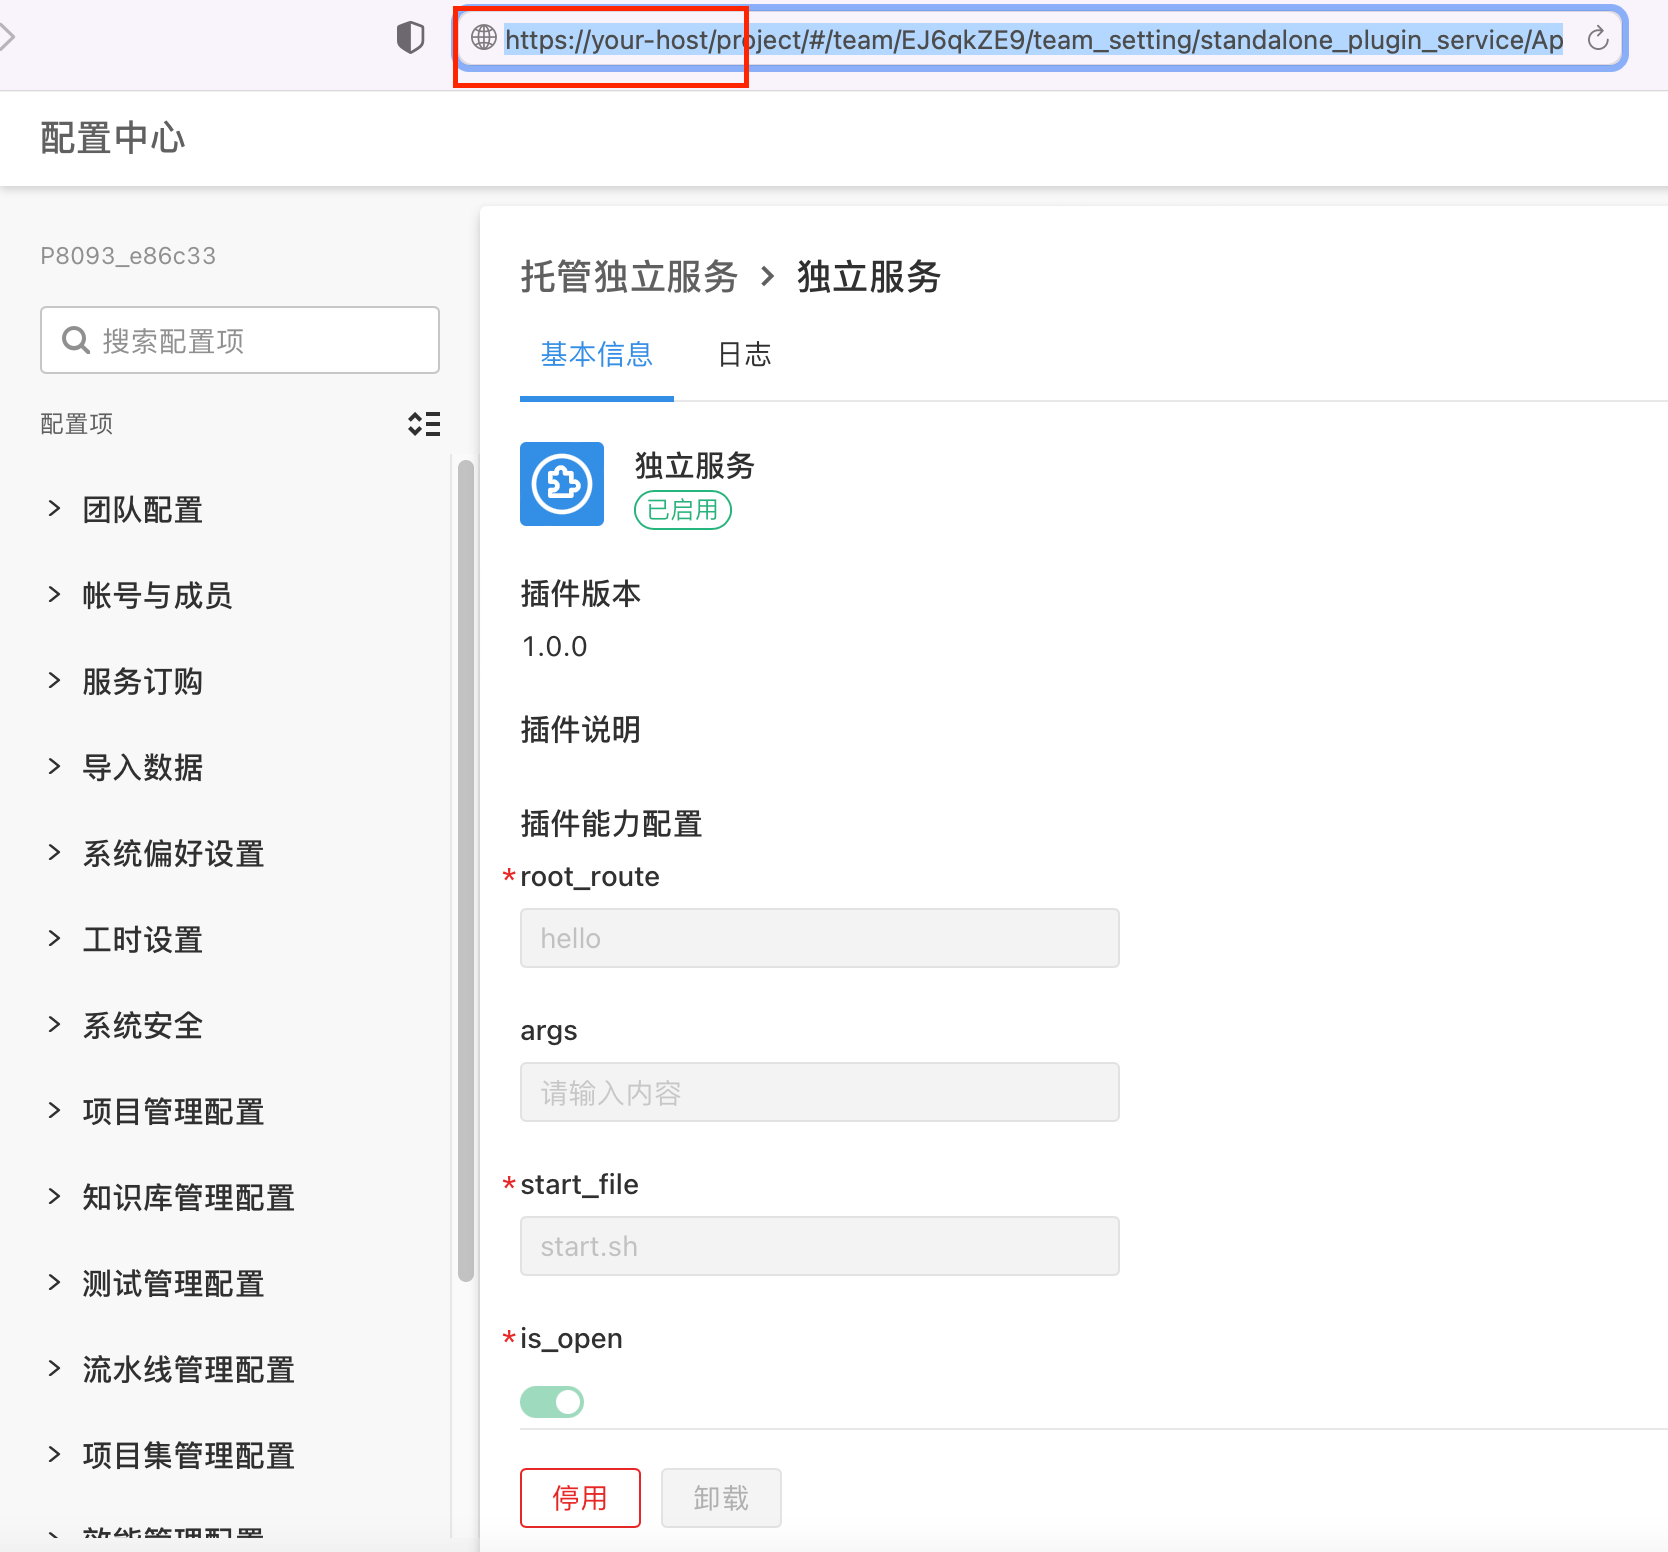 https://your-host/project/#/team/EJ6qkZE9/team_setting/standalone_plugin_service/Ap
配置中心
P8093_e86c33
搜索配置项
配置项
团队配置
帐号与成员
服务订购
导入数据
系统偏好设置
工时设置
系统安全
项目管理配置
知识库管理配置
测试管理配置
流水线管理配置
项目集管理配置
效能管理配置
托管独立服务 > 独立服务
基本信息 日志
独立服务
已启用
插件版本
1.0.0
插件说明
插件能力配置
*root_route
hello
args
请输入内容
*start_file
start.sh
*is_open
停用 卸载